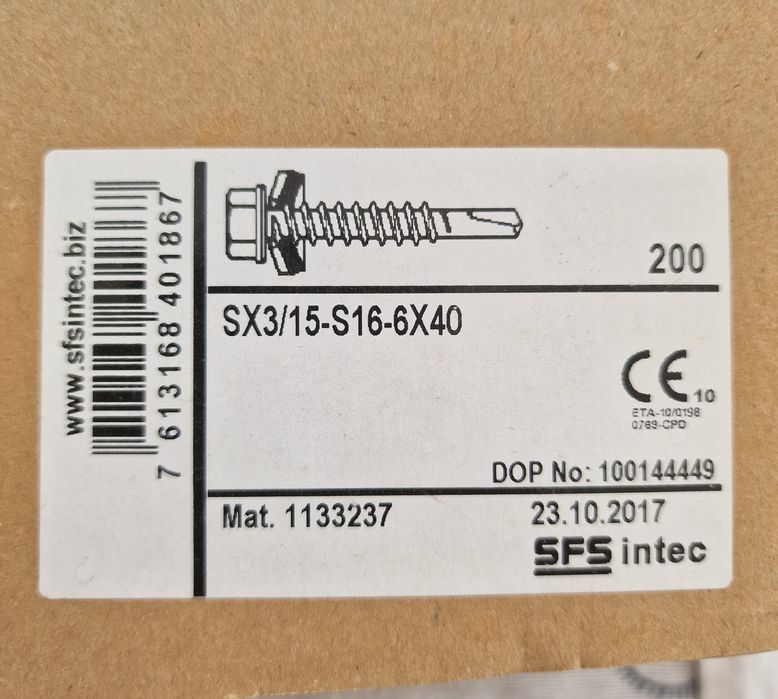 www.sfsintec.biz
7 613168 401867
200
SX3/15-S16-6X40
CE 10
ETA-10/0198
0769-CPD
DOP No: 100144449
Mat. 1133237
23.10.2017
SFS intec